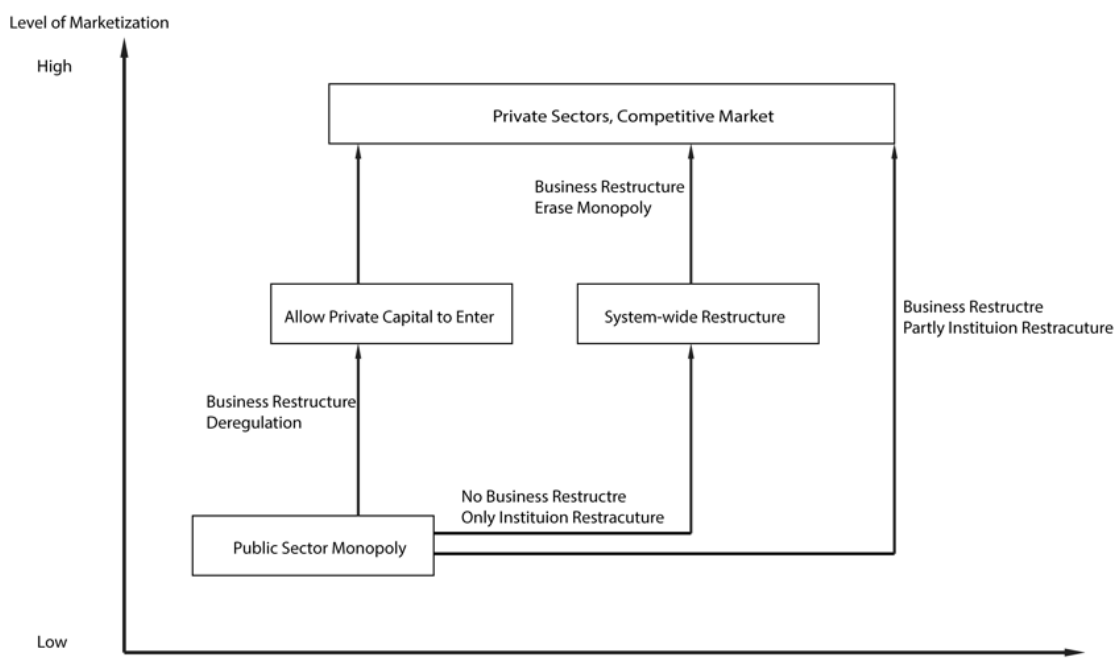 Level of Marketization
High
Private Sectors, Competitive Market
Business Restructure
Erase Monopoly
Allow Private Capital to Enter
System-wide Restructure
Business Restructre
Partly Instituion Restracuture
Business Restructure
Deregulation
No Business Restructre
Only Instituion Restracuture
Public Sector Monopoly
Low